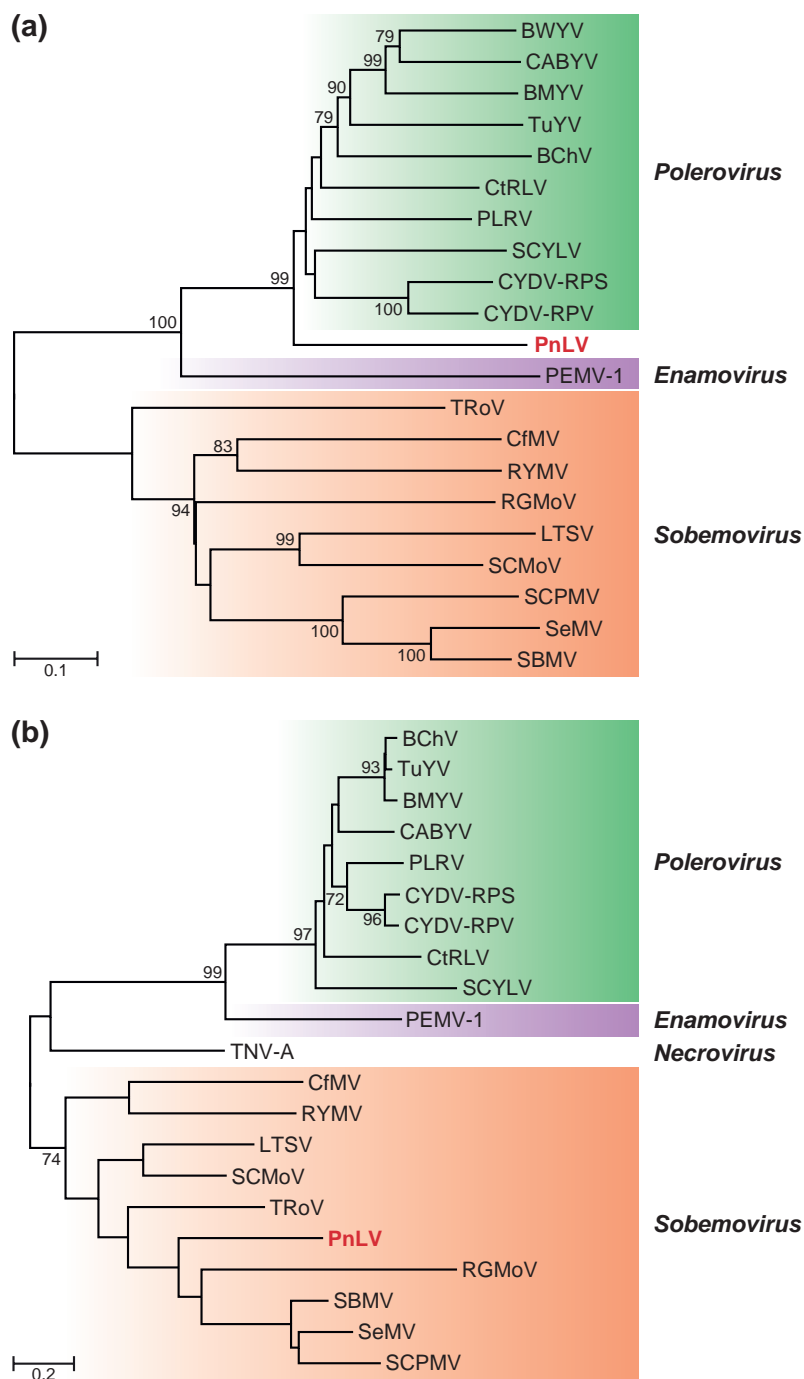 (a)
79
BWYV
99
CABYV
90
BMYV
79
TuYV
BChV
Polerovirus
CtRLV
PLRV
SCYLV
99
CYDV-RPS
100
CYDV-RPV
100
PnLV
PEMV-1
Enamovirus
TRoV
83
CfMV
RYMV
94
RGMoV
99
LTSV
Sobemovirus
SCMoV
SCPMV
100
SeMV
100
SBMV
0.1
(b)
BChV
93
TuYV
BMYV
CABYV
PLRV
Polerovirus
72
CYDV-RPS
96
CYDV-RPV
97
CtRLV
99
SCYLV
PEMV-1
Enamovirus
TNV-A
Necrovirus
CfMV
RYMV
74
LTSV
SCMoV
TRoV
Sobemovirus
PnLV
RGMoV
SBMV
SeMV
SCPMV
0.2